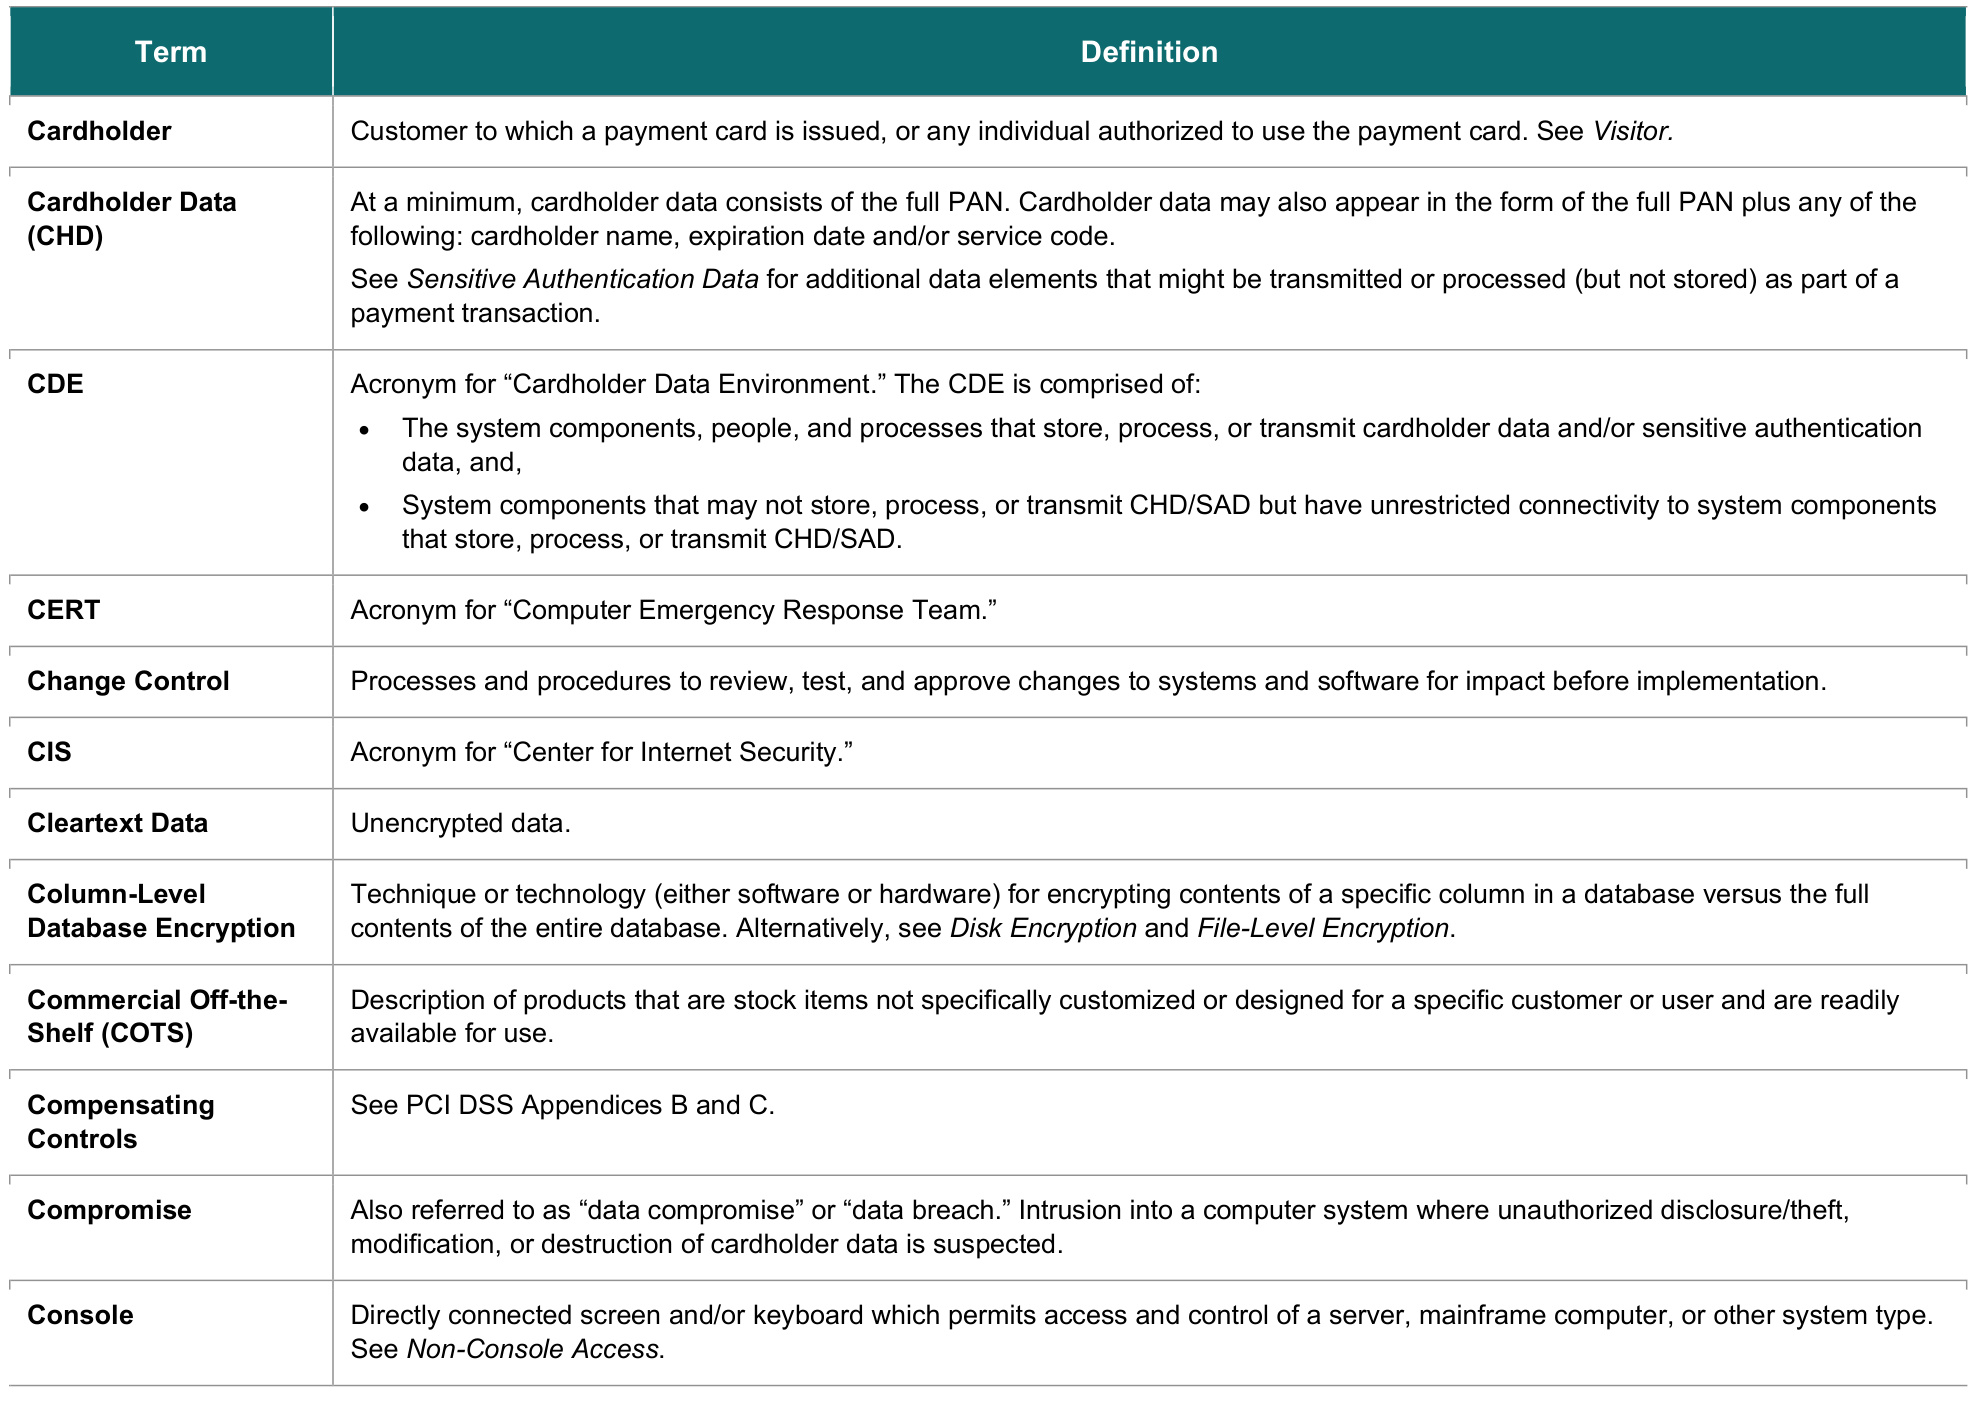 Term Definition
Cardholder Customer to which a payment card is issued, or any individual authorized to use the payment card. See Visitor.
Cardholder Data
(CHD)
At a minimum, cardholder data consists of the full PAN. Cardholder data may also appear in the form of the full PAN plus any of the
following: cardholder name, expiration date and/or service code.
See Sensitive Authentication Data for additional data elements that might be transmitted or processed (but not stored) as part of a
payment transaction.
CDE Acronym for “Cardholder Data Environment.” The CDE is comprised of:
• The system components, people, and processes that store, process, or transmit cardholder data and/or sensitive authentication
data, and,
• System components that may not store, process, or transmit CHD/SAD but have unrestricted connectivity to system components
that store, process, or transmit CHD/SAD.
CERT Acronym for “Computer Emergency Response Team.”
Change Control Processes and procedures to review, test, and approve changes to systems and software for impact before implementation.
CIS Acronym for “Center for Internet Security.”
Cleartext Data Unencrypted data.
Column-Level
Database Encryption
Technique or technology (either software or hardware) for encrypting contents of a specific column in a database versus the full
contents of the entire database. Alternatively, see Disk Encryption and File-Level Encryption.
Commercial Off-the-
Shelf (COTS)
Description of products that are stock items not specifically customized or designed for a specific customer or user and are readily
available for use.
Compensating
Controls
See PCI DSS Appendices B and C.
Compromise Also referred to as “data compromise” or “data breach.” Intrusion into a computer system where unauthorized disclosure/theft,
modification, or destruction of cardholder data is suspected.
Console Directly connected screen and/or keyboard which permits access and control of a server, mainframe computer, or other system type.
See Non-Console Access.